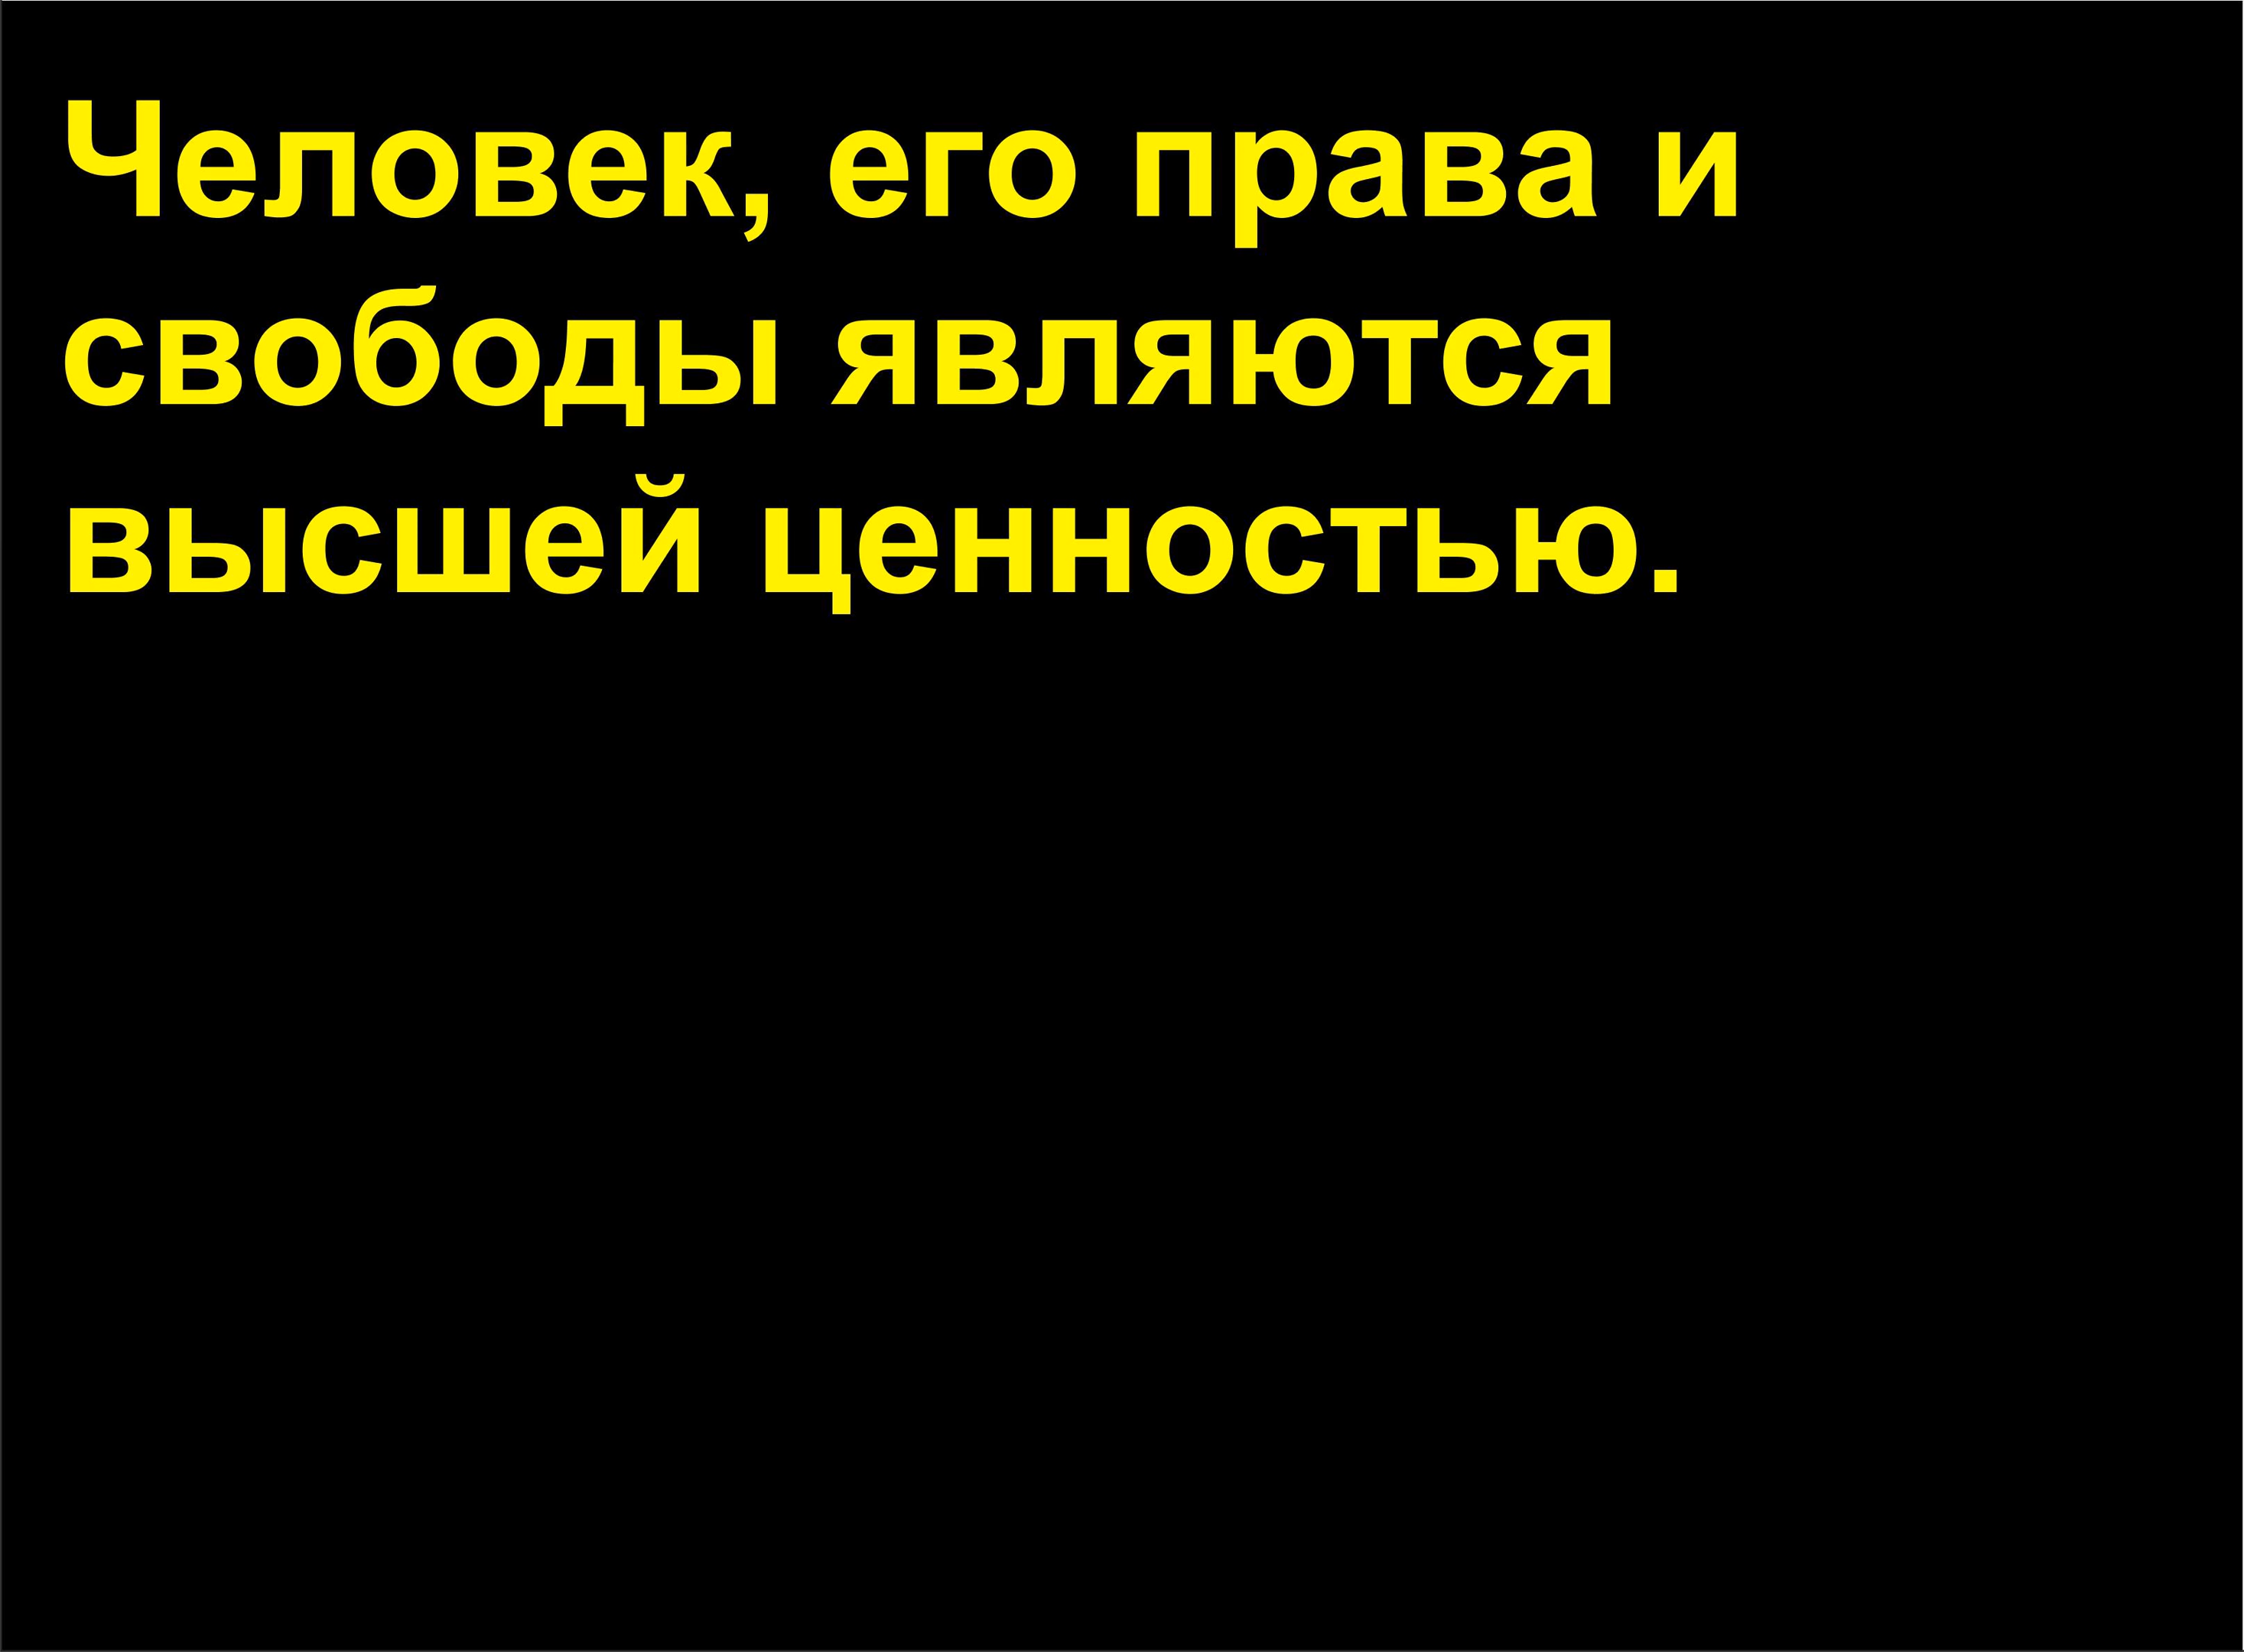 Человек, его права и
свободы являются
высшей ценностью.